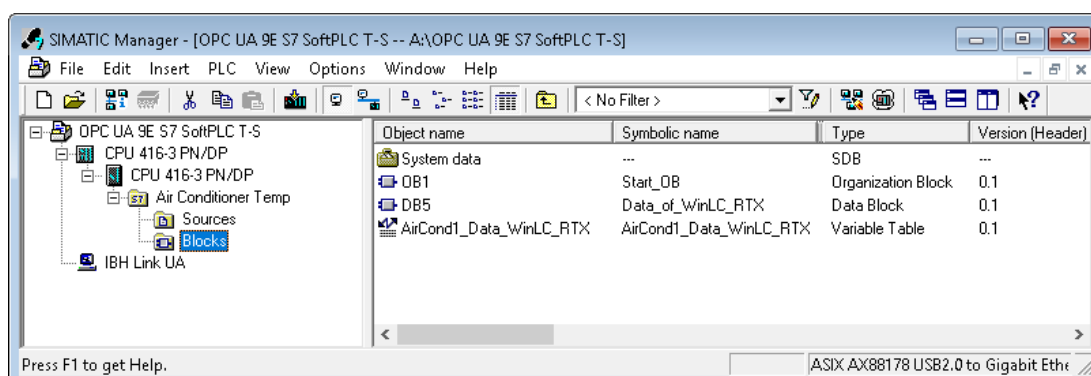 SIMATIC Manager - [OPC UA 9E S7 SoftPLC T-S -- A:\OPC UA 9E S7 SoftPLC T-S]
File Edit Insert PLC View Options Window Help
< No Filter >
OPC UA 9E S7 SoftPLC T-S
CPU 416-3 PN/DP
CPU 416-3 PN/DP
Air Conditioner Temp
Sources
Blocks
IBH Link UA
Object name Symbolic name Type Version (Header)
System data --- SDB ---
OB1 Start_OB Organization Block 0.1
DB5 Data_of_WinLC_RTX Data Block 0.1
AirCond1_Data_WinLC_RTX AirCond1_Data_WinLC_RTX Variable Table 0.1
Press F1 to get Help. ASIX AX88178 USB2.0 to Gigabit Ethe